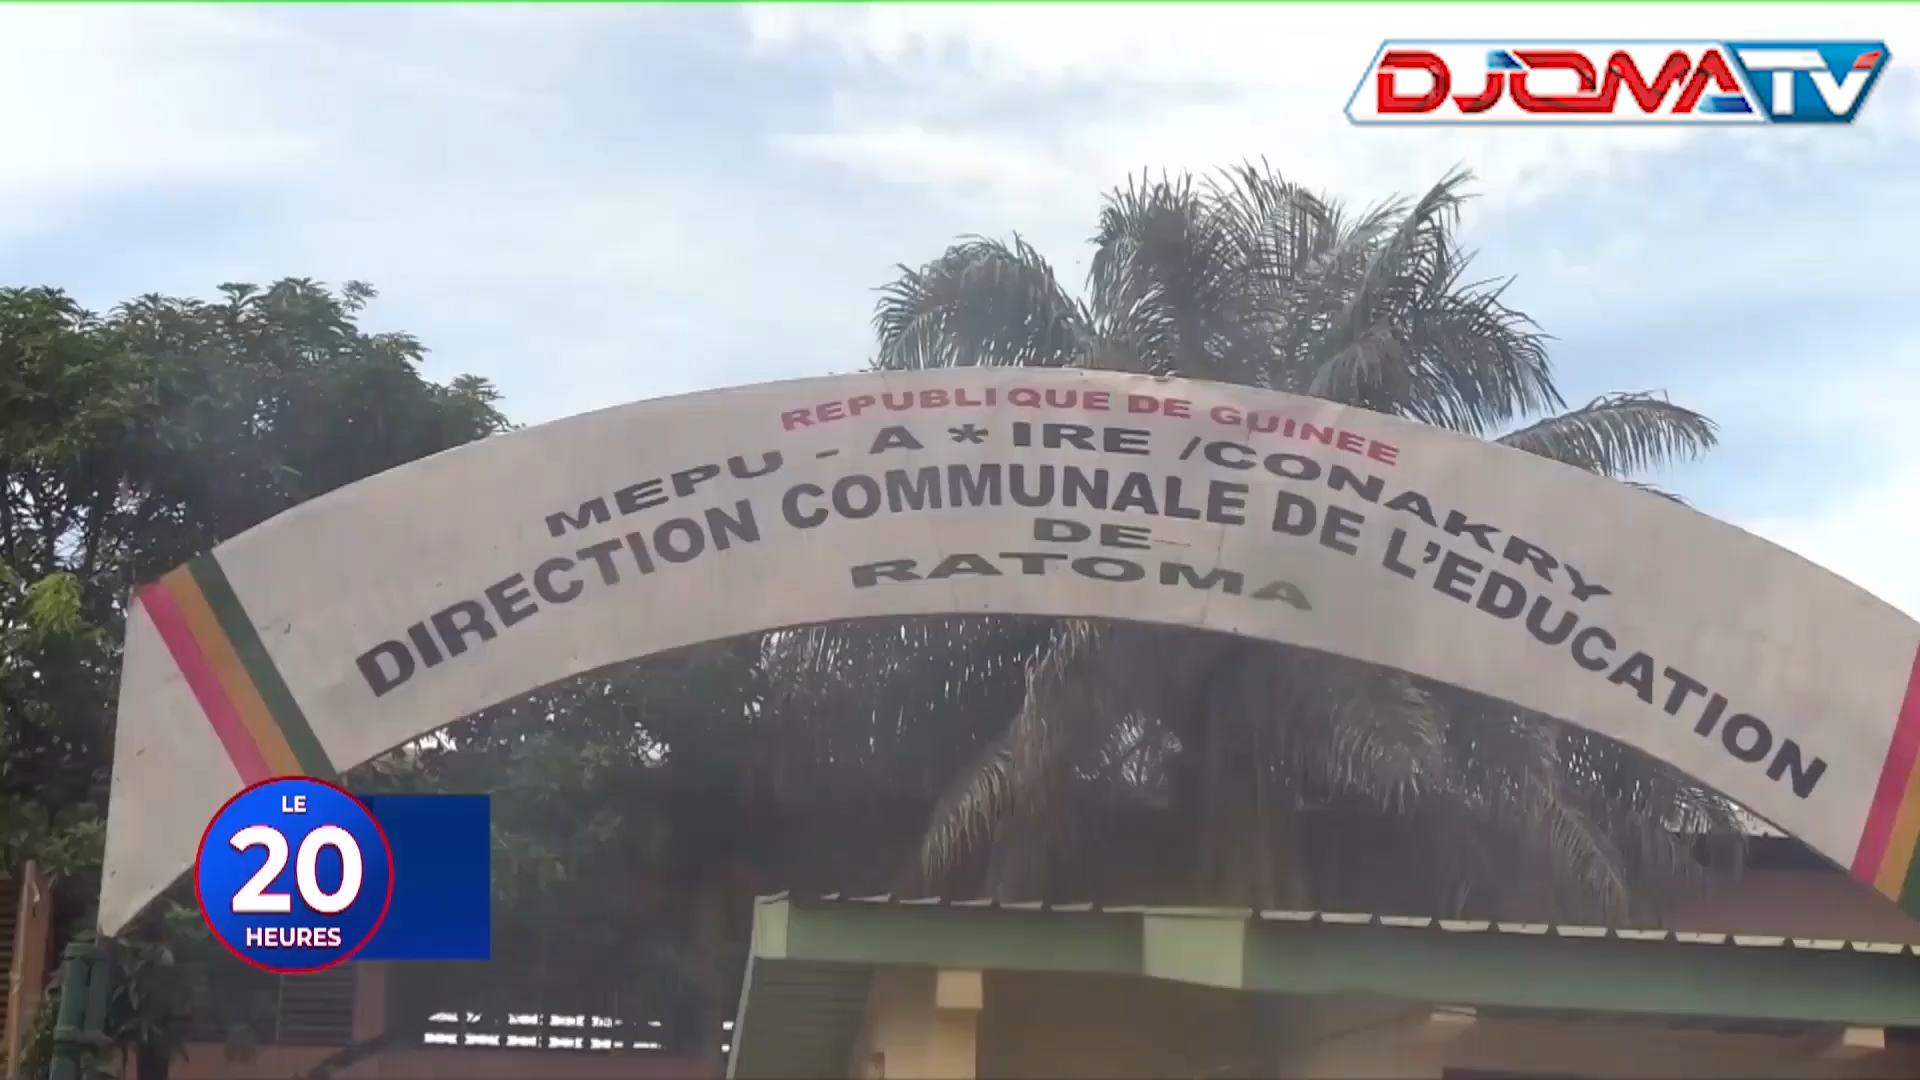 DJOMA TV
REPUBLIQUE DE GUINEE
MEPU - A * IRE /CONAKRY
DIRECTION COMMUNALE DE L'EDUCATION
DE
RATOMA
LE
20
HEURES